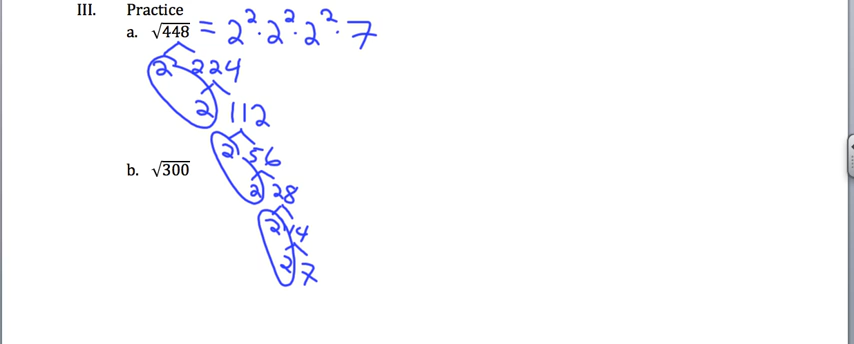 III. Practice
a. √448 = 2²·2²·2²·7
2 224
2 112
2 56
2 28
2 14
2 7
b. √300